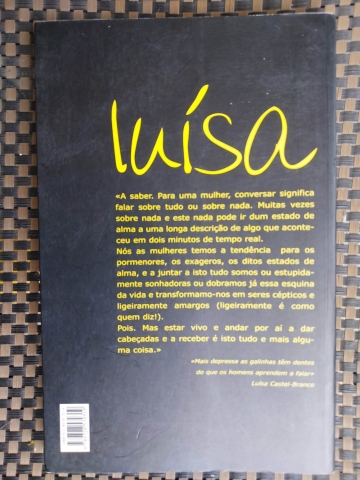 luísa
«A saber. Para uma mulher, conversar significa
falar sobre tudo ou sobre nada. Muitas vezes
sobre nada e este nada pode ir dum estado de
alma a uma longa descrição de algo que aconte-
ceu em dois minutos de tempo real.
Nós as mulheres temos a tendência para os
pormenores, os exageros, os ditos estados de
alma, e a juntar a isto tudo somos ou estupida-
mente sonhadoras ou dobramos já essa esquina
da vida e transformamo-nos em seres cépticos e
ligeiramente amargos (ligeiramente é como
quem diz!).
Pois. Mas estar vivo e andar por aí a dar
cabeçadas e a receber é isto tudo e mais algu-
ma coisa.»
«Mais depressa as galinhas têm dentes
do que os homens aprendem a falar»
Luísa Castel-Branco